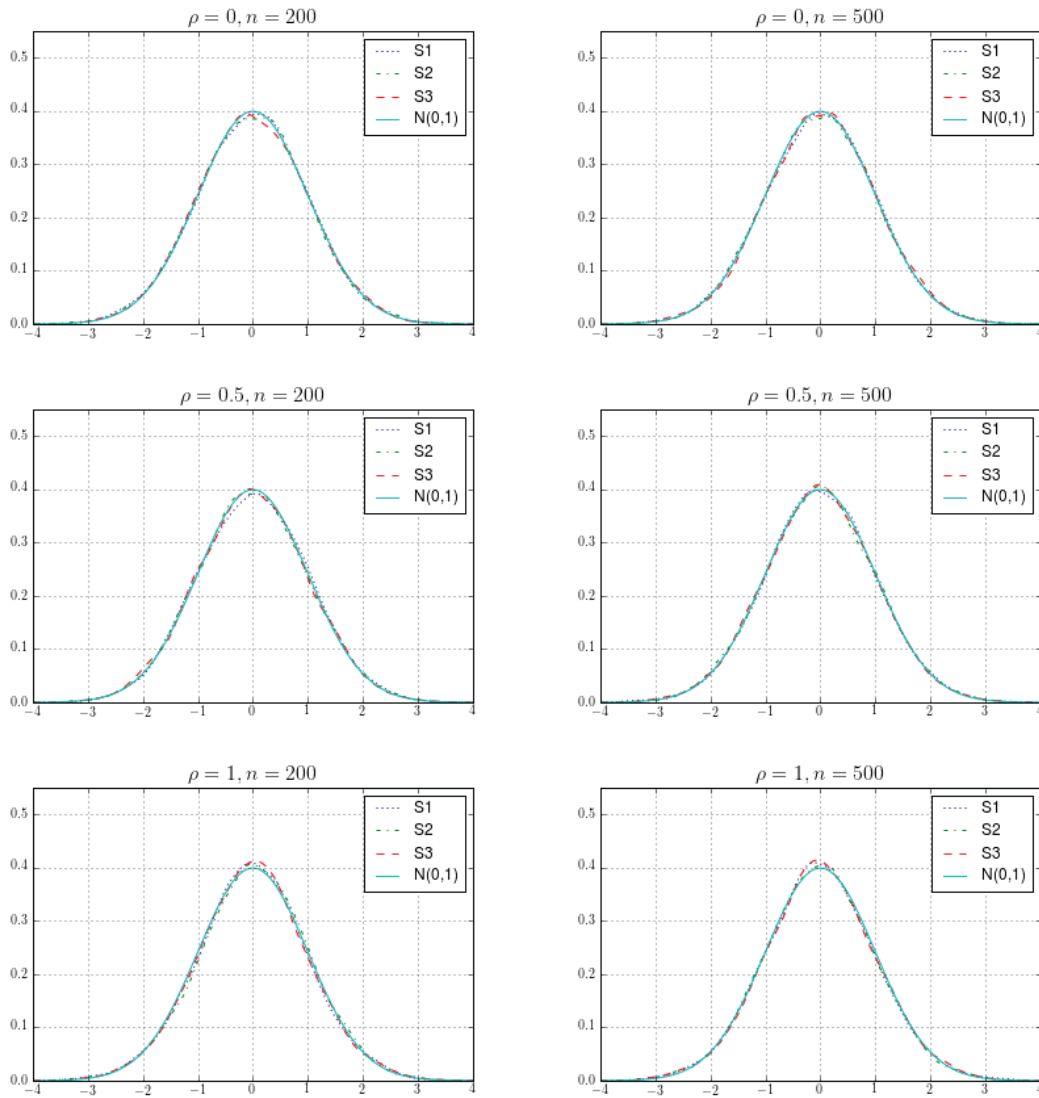 ρ = 0, n = 200
0.5
0.4
0.3
0.2
0.1
0.0
−4 −3 −2 −1 0 1 2 3 4
S1
S2
S3
N(0,1)
ρ = 0, n = 500
0.5
0.4
0.3
0.2
0.1
0.0
−4 −3 −2 −1 0 1 2 3 4
S1
S2
S3
N(0,1)
ρ = 0.5, n = 200
0.5
0.4
0.3
0.2
0.1
0.0
−4 −3 −2 −1 0 1 2 3 4
S1
S2
S3
N(0,1)
ρ = 0.5, n = 500
0.5
0.4
0.3
0.2
0.1
0.0
−4 −3 −2 −1 0 1 2 3 4
S1
S2
S3
N(0,1)
ρ = 1, n = 200
0.5
0.4
0.3
0.2
0.1
0.0
−4 −3 −2 −1 0 1 2 3 4
S1
S2
S3
N(0,1)
ρ = 1, n = 500
0.5
0.4
0.3
0.2
0.1
0.0
−4 −3 −2 −1 0 1 2 3 4
S1
S2
S3
N(0,1)